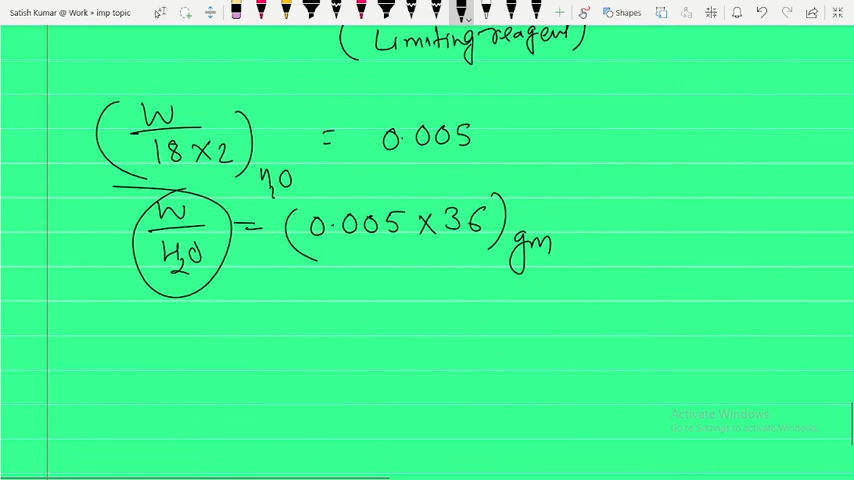 Satish Kumar @ Work » imp topic
Shapes
(Limiting reagent)
(W / 18 × 2) H2O = 0.005
W / H2O = (0.005 × 36) gm
Activate Windows
Go to Settings to activate Windows.